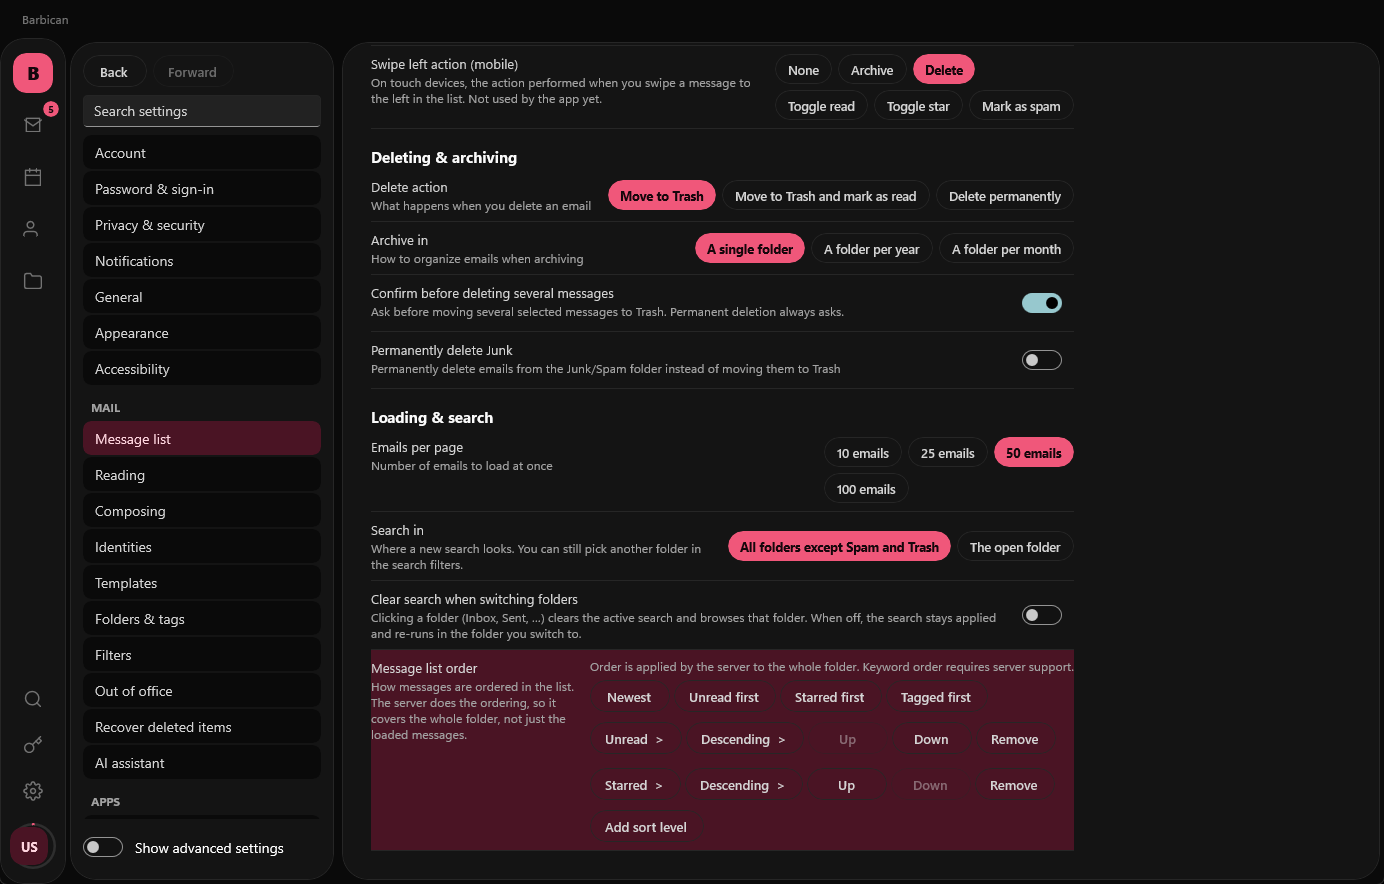 Barbican
B
5
US
Back
Forward
Search settings
Account
Password & sign-in
Privacy & security
Notifications
General
Appearance
Accessibility
MAIL
Message list
Reading
Composing
Identities
Templates
Folders & tags
Filters
Out of office
Recover deleted items
AI assistant
APPS
Show advanced settings
Swipe left action (mobile)
On touch devices, the action performed when you swipe a message to
the left in the list. Not used by the app yet.
None Archive Delete
Toggle read Toggle star Mark as spam
Deleting & archiving
Delete action
What happens when you delete an email
Move to Trash Move to Trash and mark as read Delete permanently
Archive in
How to organize emails when archiving
A single folder A folder per year A folder per month
Confirm before deleting several messages
Ask before moving several selected messages to Trash. Permanent deletion always asks.
Permanently delete Junk
Permanently delete emails from the Junk/Spam folder instead of moving them to Trash
Loading & search
Emails per page
Number of emails to load at once
10 emails 25 emails 50 emails
100 emails
Search in
Where a new search looks. You can still pick another folder in
the search filters.
All folders except Spam and Trash The open folder
Clear search when switching folders
Clicking a folder (Inbox, Sent, ...) clears the active search and browses that folder. When off, the search stays applied
and re-runs in the folder you switch to.
Message list order
How messages are ordered in the list.
The server does the ordering, so it
covers the whole folder, not just the
loaded messages.
Order is applied by the server to the whole folder. Keyword order requires server support.
Newest Unread first Starred first Tagged first
Unread > Descending > Up Down Remove
Starred > Descending > Up Down Remove
Add sort level